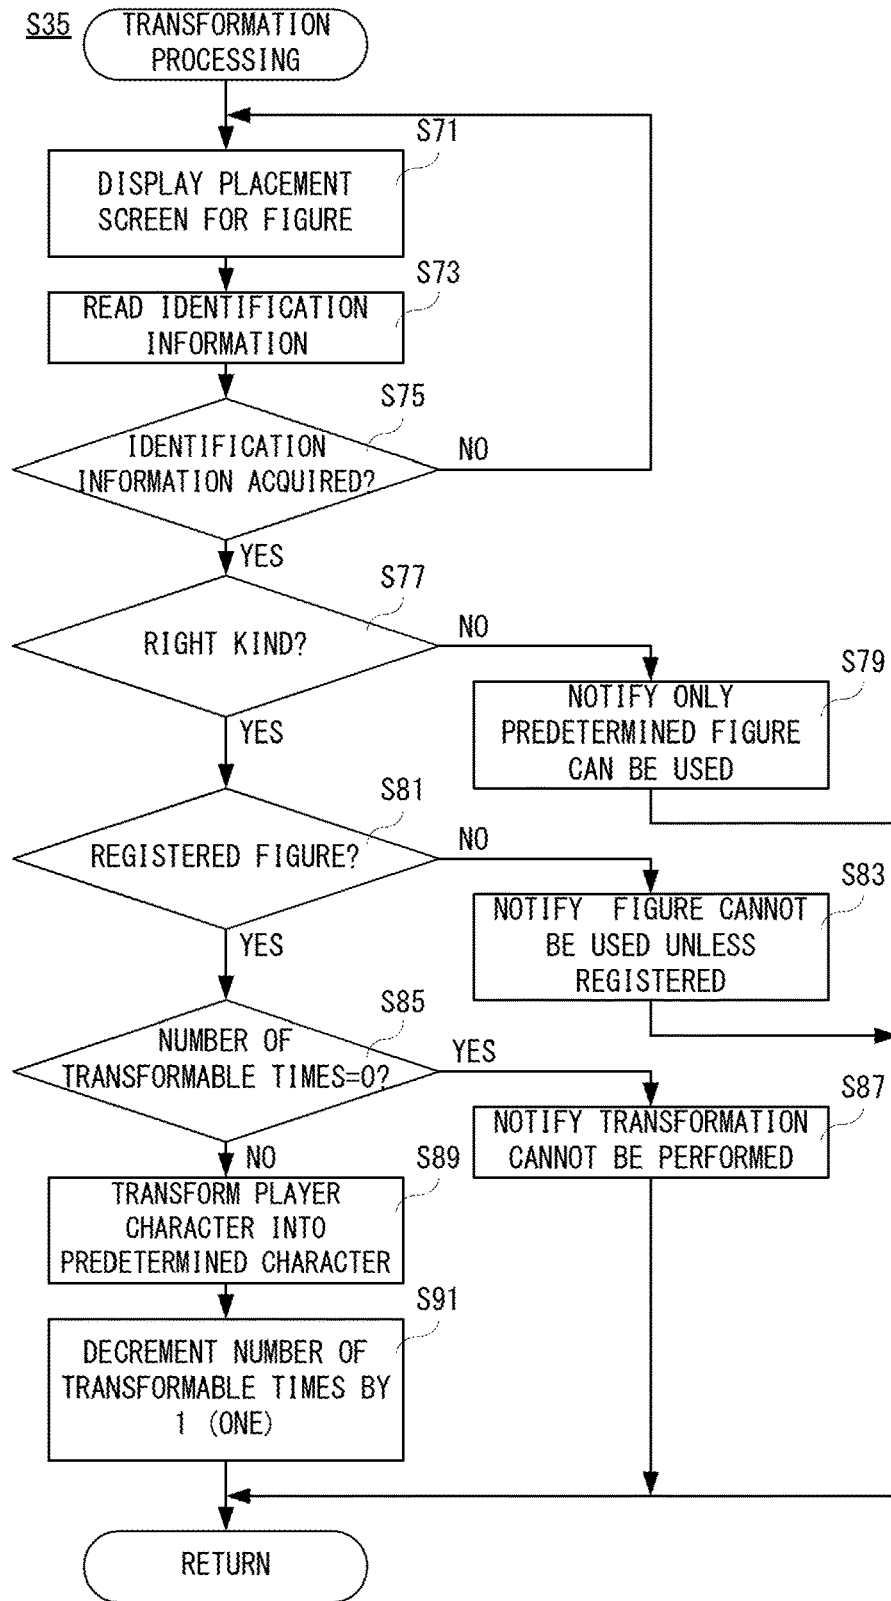 S35
TRANSFORMATION
PROCESSING
S71
DISPLAY PLACEMENT
SCREEN FOR FIGURE
S73
READ IDENTIFICATION
INFORMATION
S75
IDENTIFICATION
INFORMATION ACQUIRED?
NO
YES
S77
RIGHT KIND?
NO
S79
NOTIFY ONLY
PREDETERMINED FIGURE
CAN BE USED
YES
S81
REGISTERED FIGURE?
NO
S83
NOTIFY FIGURE CANNOT
BE USED UNLESS
REGISTERED
YES
S85
NUMBER OF
TRANSFORMABLE TIMES=0?
YES
S87
NOTIFY TRANSFORMATION
CANNOT BE PERFORMED
NO
S89
TRANSFORM PLAYER
CHARACTER INTO
PREDETERMINED CHARACTER
S91
DECREMENT NUMBER OF
TRANSFORMABLE TIMES BY
1 (ONE)
RETURN